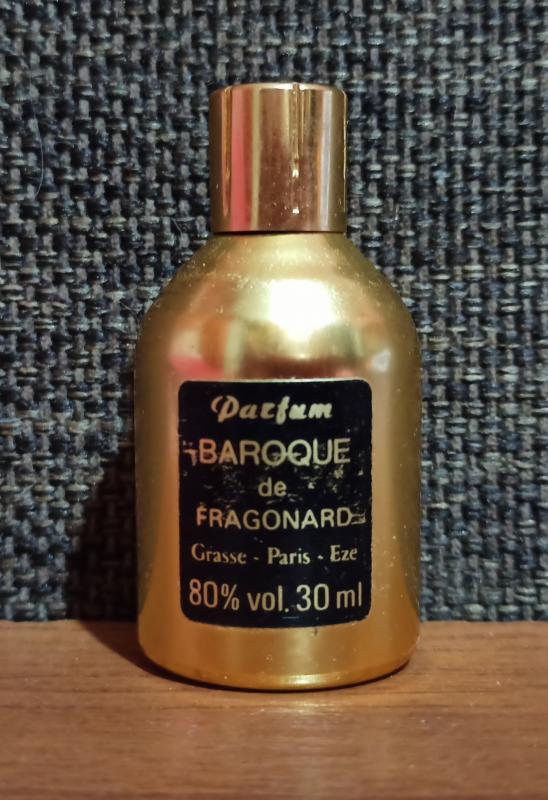 Parfum
BAROQUE
de
FRAGONARD
Grasse - Paris - Eze
80% vol. 30 ml